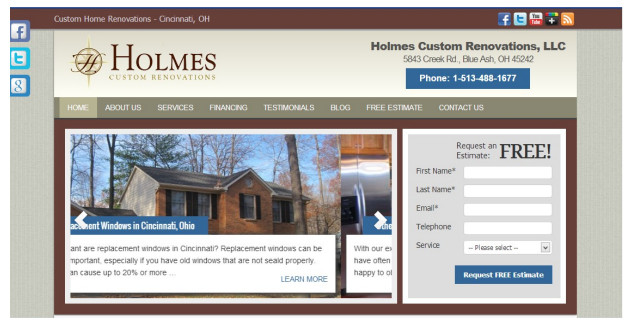 Custom Home Renovations - Cincinnati, OH
HOLMES
CUSTOM RENOVATIONS
Holmes Custom Renovations, LLC
5843 Creek Rd., Blue Ash, OH 45242
Phone: 1-513-488-1677
HOME ABOUT US SERVICES FINANCING TESTIMONIALS BLOG FREE ESTIMATE CONTACT US
Windows in Cincinnati, Ohio
ant are replacement windows in Cincinnati? Replacement windows can be
mportant, especially if you have old windows that are not seald properly.
an cause up to 20% or more ...
LEARN MORE
With our ex
have often
happy to ol
Request an
Estimate: FREE!
First Name*
Last Name*
Email*
Telephone
Service -- Please select --
Request FREE Estimate